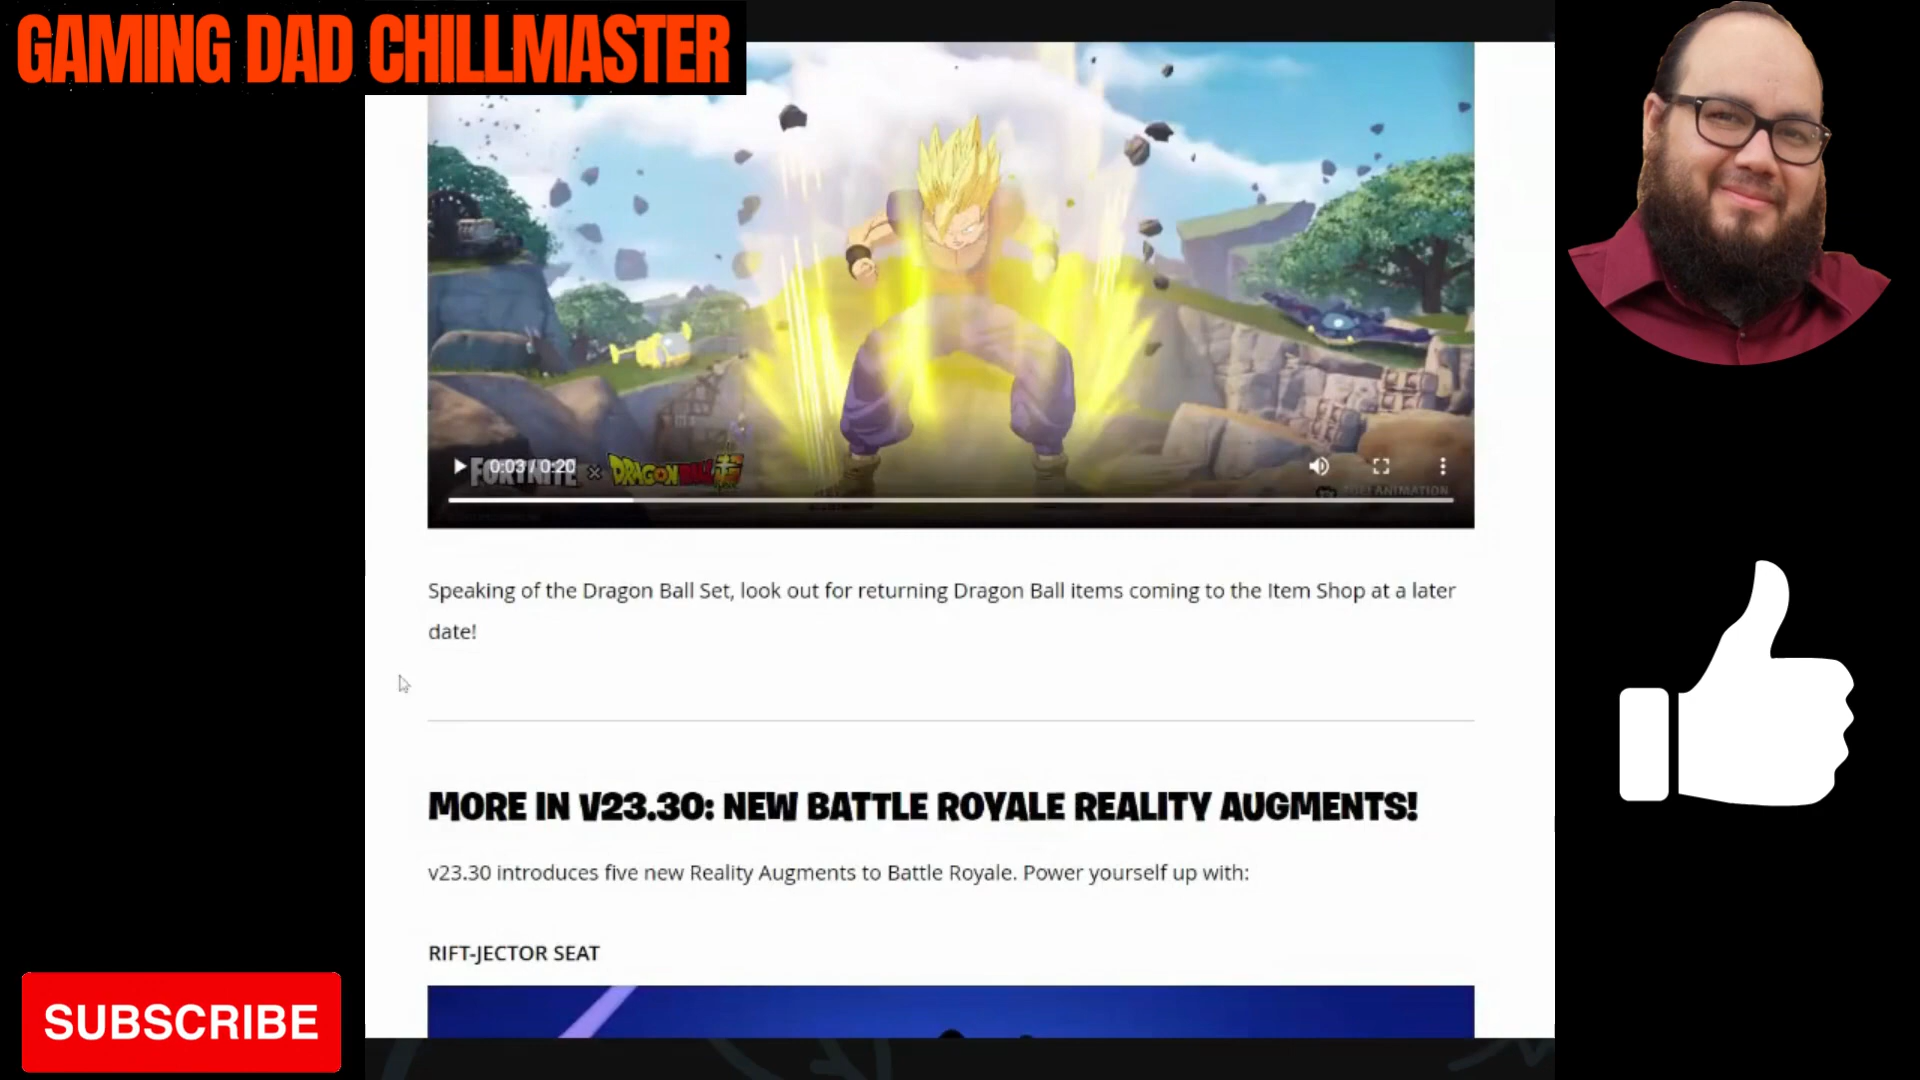 GAMING DAD CHILLMASTER
0:03 / 0:20
FORTNITE × DRAGON BALL 超
TOEI ANIMATION
Speaking of the Dragon Ball Set, look out for returning Dragon Ball items coming to the Item Shop at a later
date!
MORE IN V23.30: NEW BATTLE ROYALE REALITY AUGMENTS!
v23.30 introduces five new Reality Augments to Battle Royale. Power yourself up with:
RIFT-JECTOR SEAT
SUBSCRIBE